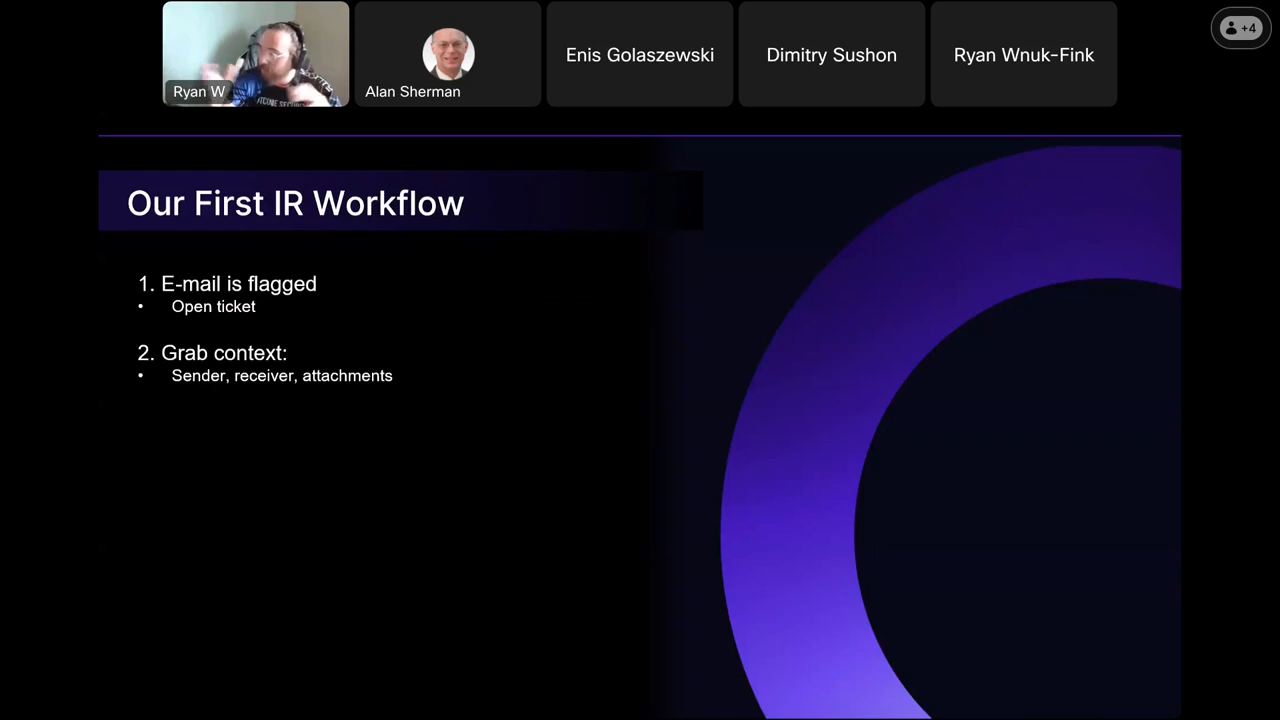 Ryan W
Alan Sherman
Enis Golaszewski
Dimitry Sushon
Ryan Wnuk-Fink
+4
Our First IR Workflow
1. E-mail is flagged
• Open ticket
2. Grab context:
• Sender, receiver, attachments